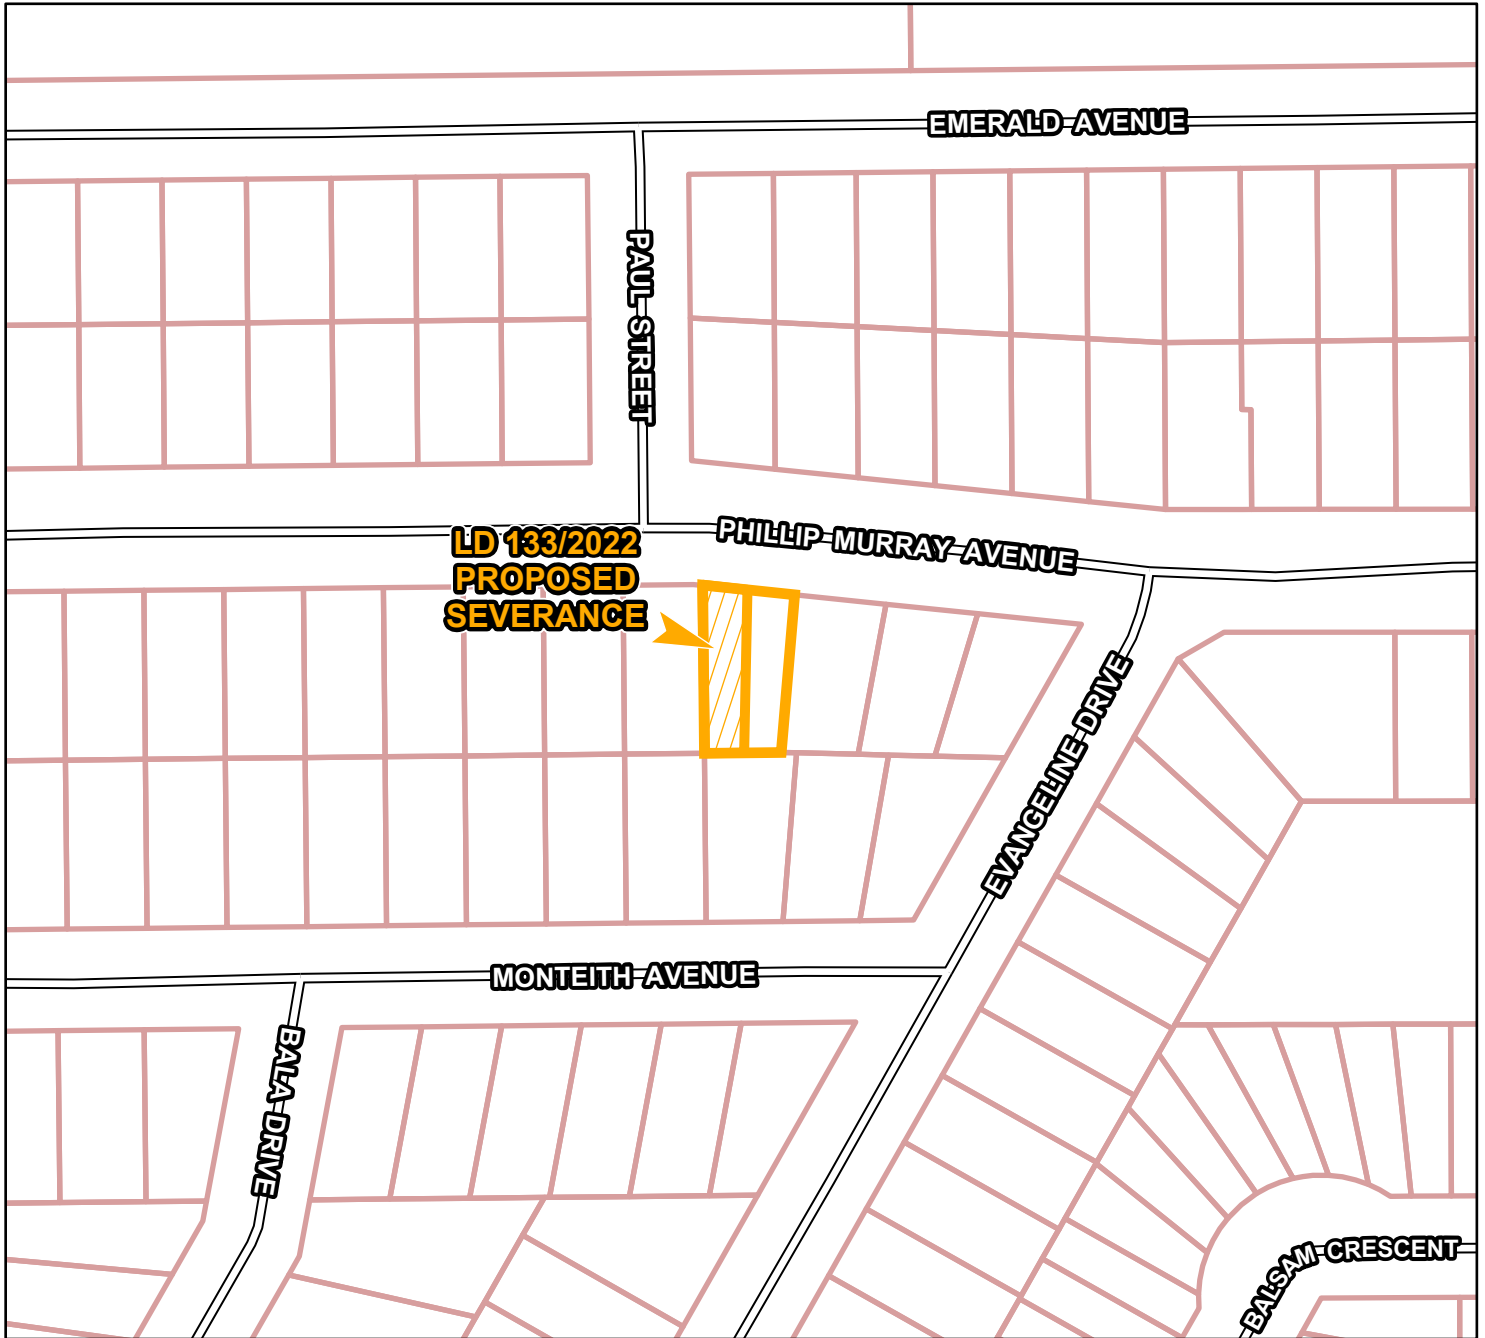 EMERALD AVENUE
PAUL STREET
PHILLIP MURRAY AVENUE
LD 133/2022
PROPOSED
SEVERANCE
EVANGELINE DRIVE
MONTEITH AVENUE
BALA DRIVE
BALSAM CRESCENT